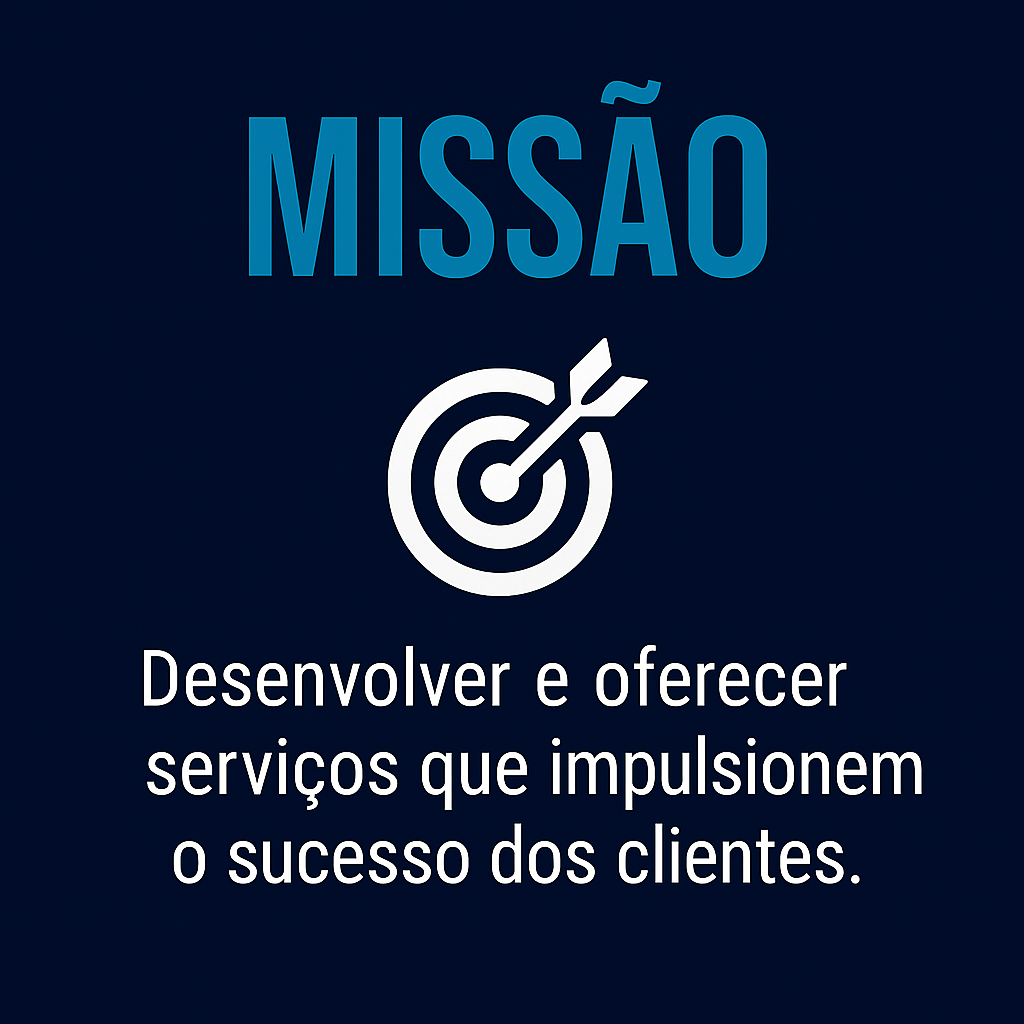 MISSÃO
Desenvolver e oferecer
serviços que impulsionem
o sucesso dos clientes.